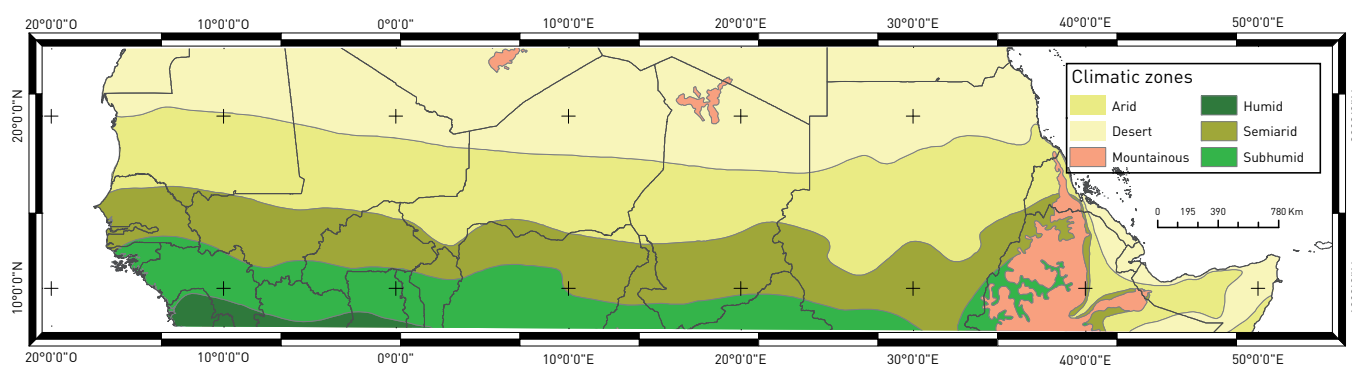 20°0'0"O 10°0'0"O 0°0'0"E 10°0'0"E 20°0'0"E 30°0'0"E 40°0'0"E 50°0'0"E
Climatic zones
Arid Humid
Desert Semiarid
Mountainous Subhumid
20°0'0"N
0 195 390 780 Km
10°0'0"N
20°0'0"O 10°0'0"O 0°0'0"E 10°0'0"E 20°0'0"E 30°0'0"E 40°0'0"E 50°0'0"E